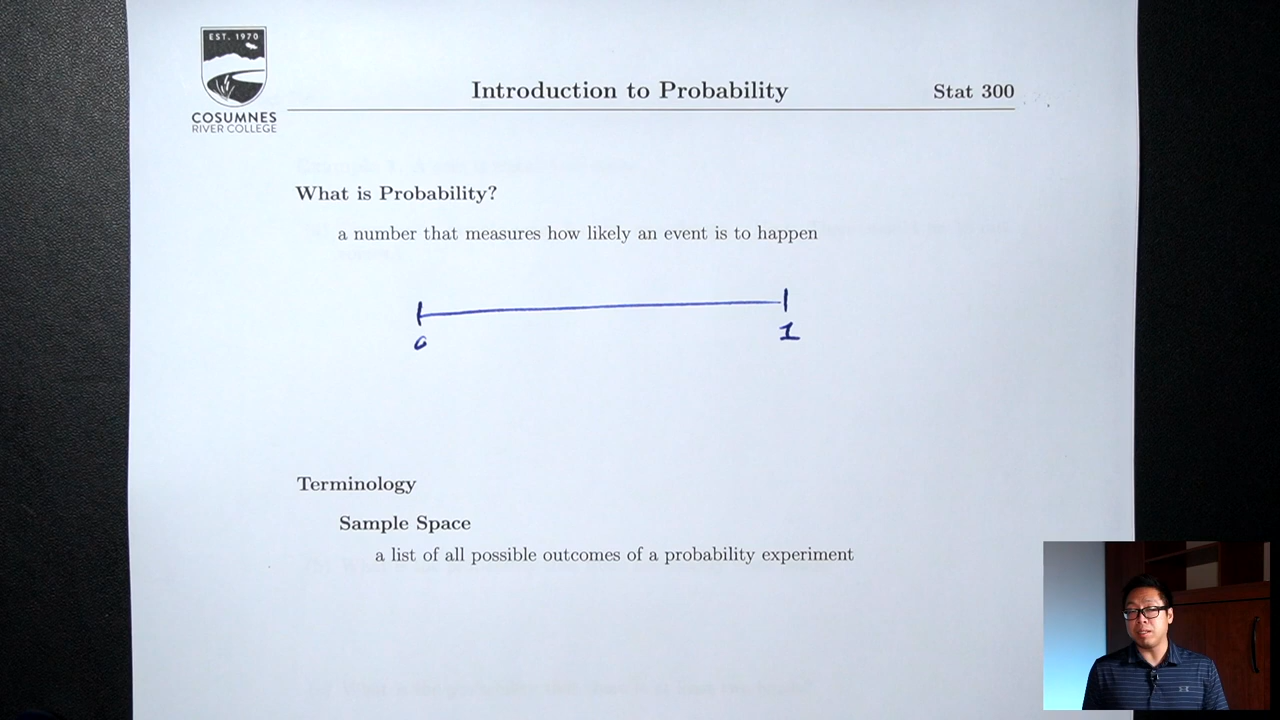 EST. 1970
COSUMNES
RIVER COLLEGE
Introduction to Probability
Stat 300
What is Probability?
a number that measures how likely an event is to happen
0 1
Terminology
Sample Space
a list of all possible outcomes of a probability experiment